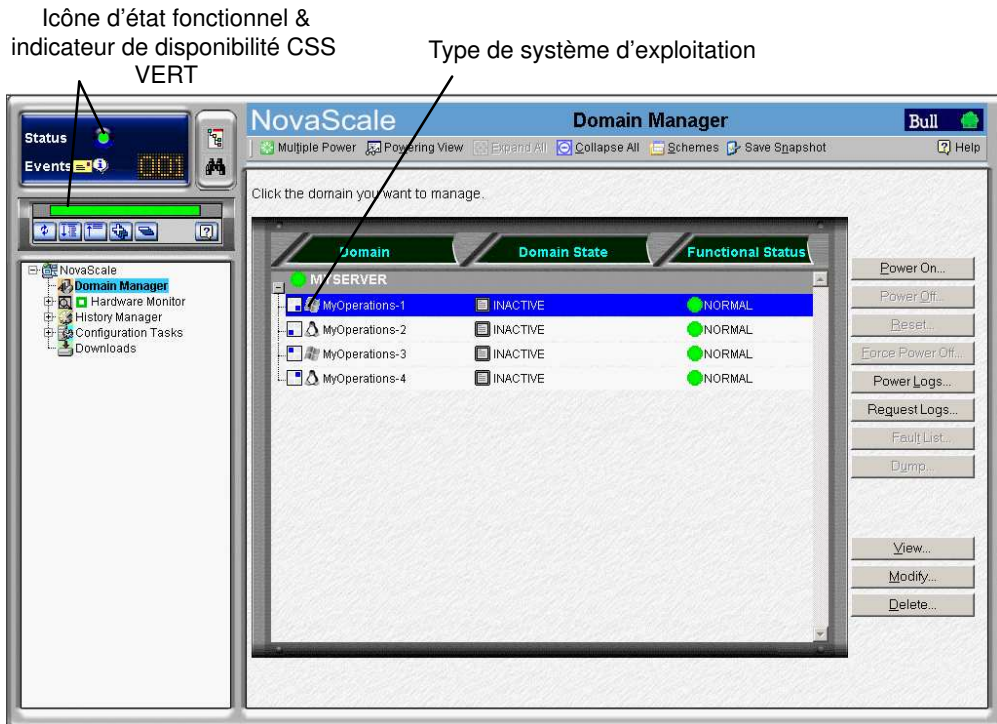 Icône d'état fonctionnel &
indicateur de disponibilité CSS
VERT
Type de système d'exploitation
Status
Events
001
NovaScale
Domain Manager
Bull
Multiple Power Powering View Expand All Collapse All Schemes Save Snapshot Help
Click the domain you want to manage.
NovaScale
Domain Manager
Hardware Monitor
History Manager
Configuration Tasks
Downloads
Domain Domain State Functional Status
MYSERVER
MyOperations-1 INACTIVE NORMAL
MyOperations-2 INACTIVE NORMAL
MyOperations-3 INACTIVE NORMAL
MyOperations-4 INACTIVE NORMAL
Power On...
Power Off...
Reset...
Force Power Off...
Power Logs...
Request Logs...
Fault List...
Dump...
View...
Modify...
Delete...